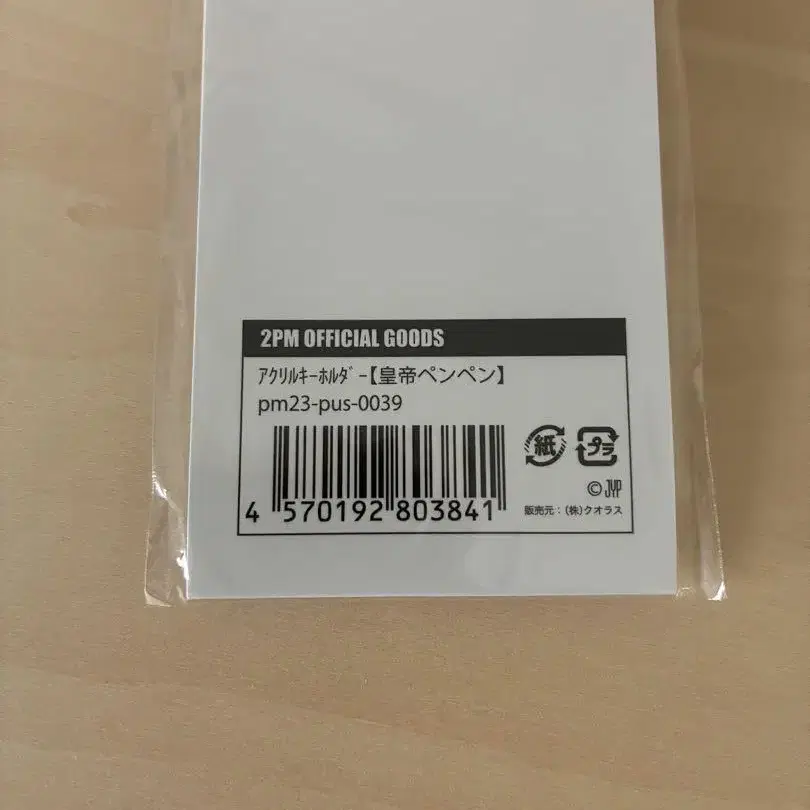 2PM OFFICIAL GOODS
ｱｸﾘﾙｷｰﾎﾙﾀﾞｰ【皇帝ペンペン】
pm23-pus-0039
紙 プラ
4 570192 803841
© JYP
販売元：(株)クオラス